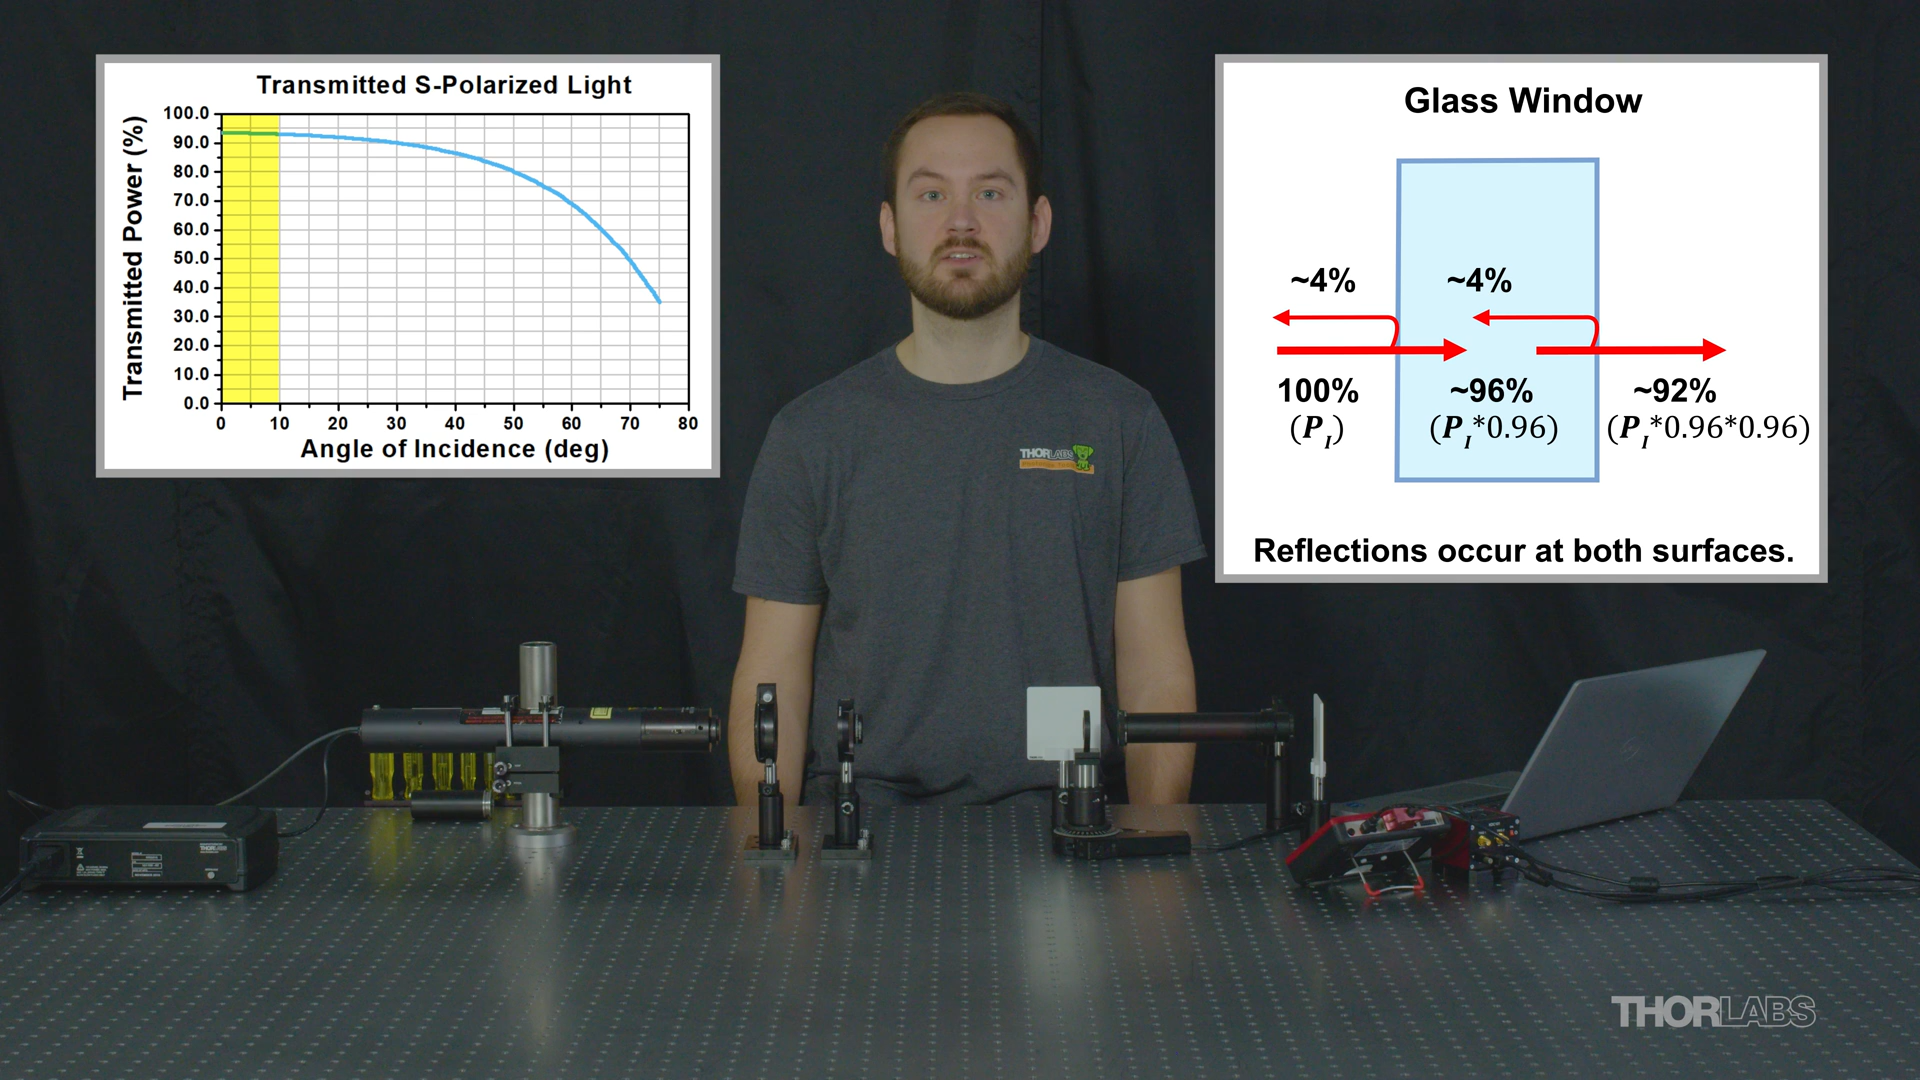 Transmitted S-Polarized Light
Transmitted Power (%)
100.0
90.0
80.0
70.0
60.0
50.0
40.0
30.0
20.0
10.0
0.0
0 10 20 30 40 50 60 70 80
Angle of Incidence (deg)
Glass Window
~4% ~4%
100% ~96% ~92%
(P_I) (P_I*0.96) (P_I*0.96*0.96)
Reflections occur at both surfaces.
THORLABS
THORLABS
THORLABS